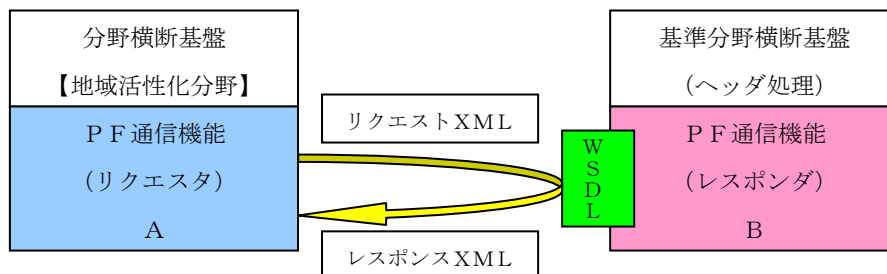 分野横断基盤
【地域活性化分野】
ＰＦ通信機能
（リクエスタ）
Ａ
リクエストＸＭＬ
レスポンスＸＭＬ
ＷＳＤＬ
基準分野横断基盤
（ヘッダ処理）
ＰＦ通信機能
（レスポンダ）
Ｂ